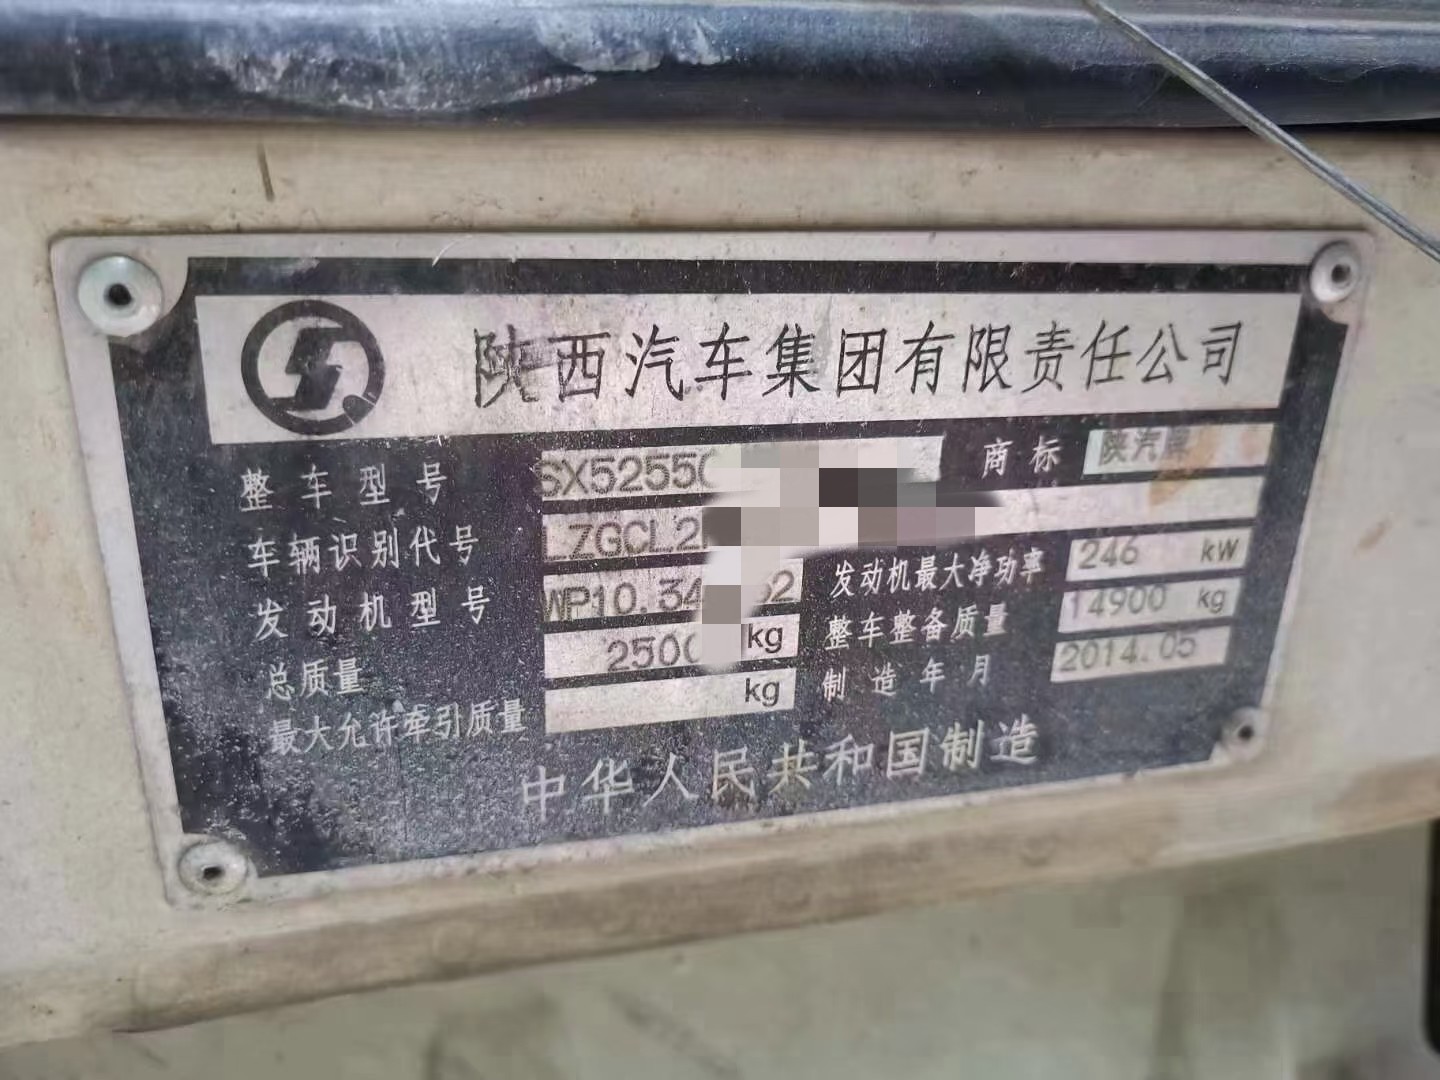 陕西汽车集团有限责任公司
整车型号 SX5255 商标 陕汽牌
车辆识别代号 LZGCL2
发动机型号 WP10.34 62 发动机最大净功率 246 kW
总质量 2500 kg 整车整备质量 14900 kg
最大允许牵引质量 kg 制造年月 2014.05
中华人民共和国制造